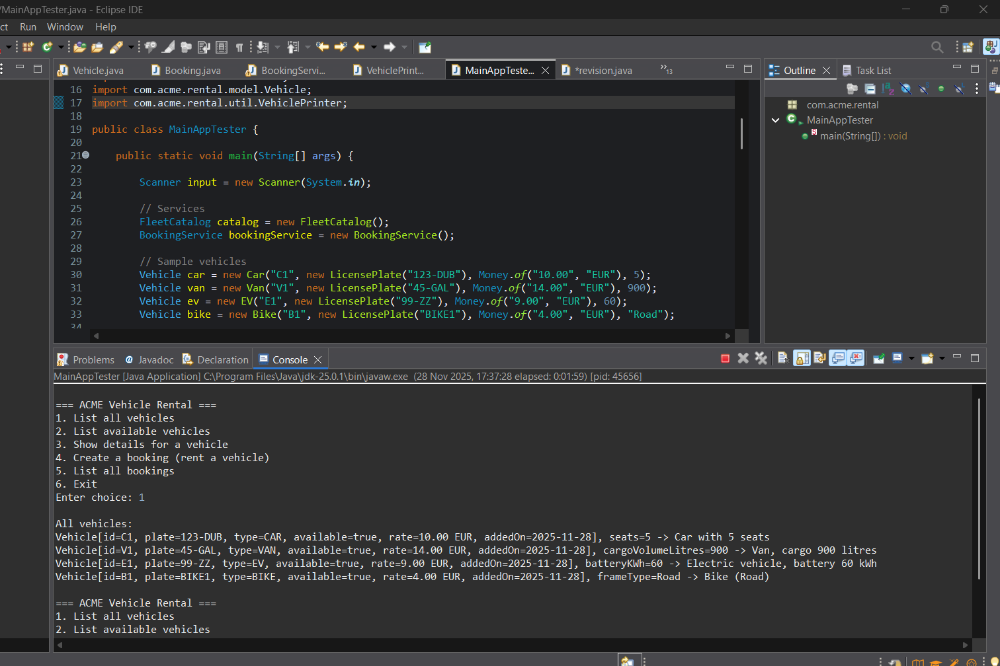 /MainAppTester.java - Eclipse IDE
ct Run Window Help
Vehicle.java Booking.java BookingServi... VehiclePrint... MainAppTeste... *revision.java »13
Outline Task List
16 import com.acme.rental.model.Vehicle;
17 import com.acme.rental.util.VehiclePrinter;
18
19 public class MainAppTester {
20
21 public static void main(String[] args) {
22
23 Scanner input = new Scanner(System.in);
24
25 // Services
26 FleetCatalog catalog = new FleetCatalog();
27 BookingService bookingService = new BookingService();
28
29 // Sample vehicles
30 Vehicle car = new Car("C1", new LicensePlate("123-DUB"), Money.of("10.00", "EUR"), 5);
31 Vehicle van = new Van("V1", new LicensePlate("45-GAL"), Money.of("14.00", "EUR"), 900);
32 Vehicle ev = new EV("E1", new LicensePlate("99-ZZ"), Money.of("9.00", "EUR"), 60);
33 Vehicle bike = new Bike("B1", new LicensePlate("BIKE1"), Money.of("4.00", "EUR"), "Road");
34
com.acme.rental
MainAppTester
main(String[]) : void
Problems Javadoc Declaration Console
MainAppTester [Java Application] C:\Program Files\Java\jdk-25.0.1\bin\javaw.exe (28 Nov 2025, 17:37:28 elapsed: 0:01:59) [pid: 45656]
=== ACME Vehicle Rental ===
1. List all vehicles
2. List available vehicles
3. Show details for a vehicle
4. Create a booking (rent a vehicle)
5. List all bookings
6. Exit
Enter choice: 1
All vehicles:
Vehicle[id=C1, plate=123-DUB, type=CAR, available=true, rate=10.00 EUR, addedOn=2025-11-28], seats=5 -> Car with 5 seats
Vehicle[id=V1, plate=45-GAL, type=VAN, available=true, rate=14.00 EUR, addedOn=2025-11-28], cargoVolumeLitres=900 -> Van, cargo 900 litres
Vehicle[id=E1, plate=99-ZZ, type=EV, available=true, rate=9.00 EUR, addedOn=2025-11-28], batteryKWh=60 -> Electric vehicle, battery 60 kWh
Vehicle[id=B1, plate=BIKE1, type=BIKE, available=true, rate=4.00 EUR, addedOn=2025-11-28], frameType=Road -> Bike (Road)
=== ACME Vehicle Rental ===
1. List all vehicles
2. List available vehicles